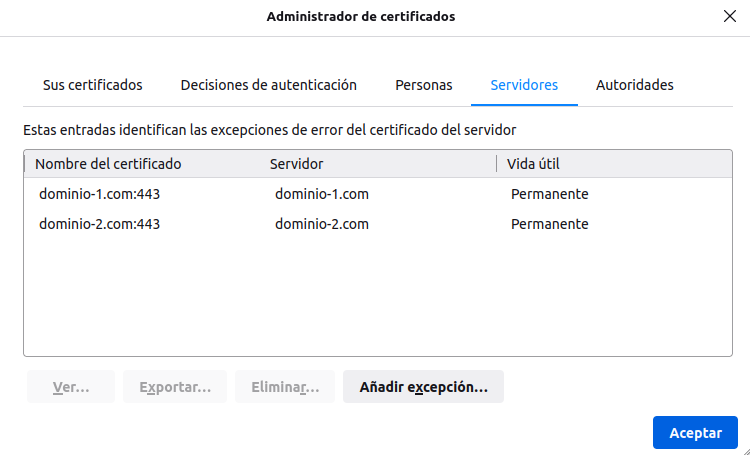 Administrador de certificados
Sus certificados Decisiones de autenticación Personas Servidores Autoridades
Estas entradas identifican las excepciones de error del certificado del servidor
Nombre del certificado Servidor Vida útil
dominio-1.com:443 dominio-1.com Permanente
dominio-2.com:443 dominio-2.com Permanente
Ver... Exportar... Eliminar... Añadir excepción...
Aceptar